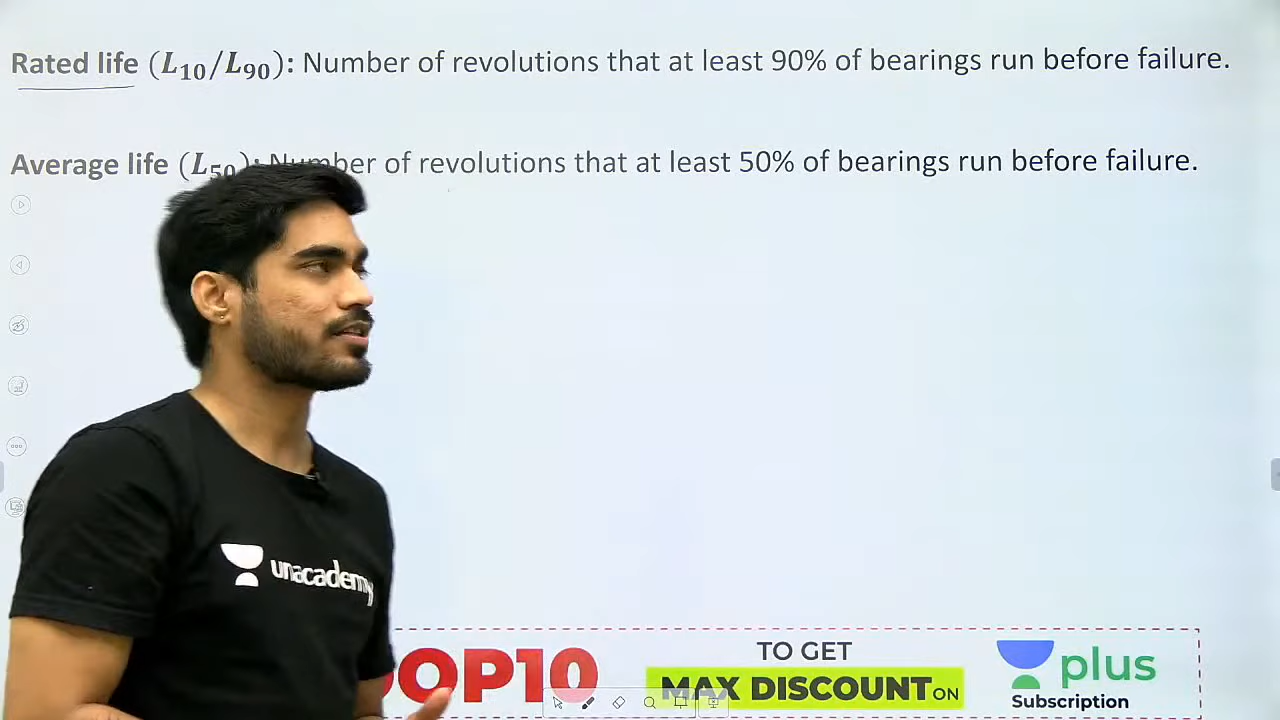 Rated life (L10/L90): Number of revolutions that at least 90% of bearings run before failure.
Average life (L50): Number of revolutions that at least 50% of bearings run before failure.
unacademy
OP10
TO GET
MAX DISCOUNT ON
plus
Subscription